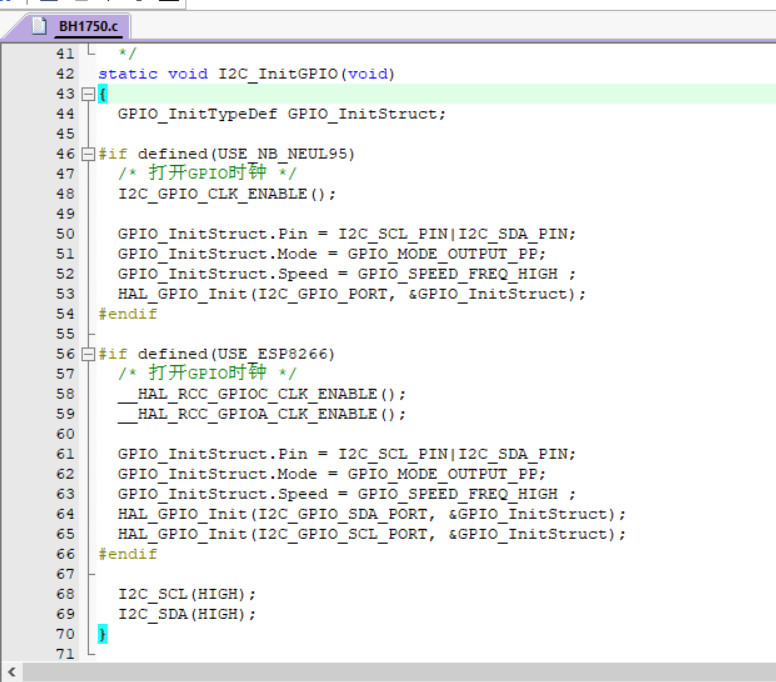 BH1750.c
41 */
42 static void I2C_InitGPIO(void)
43 {
44 GPIO_InitTypeDef GPIO_InitStruct;
45
46 #if defined(USE_NB_NEUL95)
47 /* 打开GPIO时钟 */
48 I2C_GPIO_CLK_ENABLE();
49
50 GPIO_InitStruct.Pin = I2C_SCL_PIN|I2C_SDA_PIN;
51 GPIO_InitStruct.Mode = GPIO_MODE_OUTPUT_PP;
52 GPIO_InitStruct.Speed = GPIO_SPEED_FREQ_HIGH ;
53 HAL_GPIO_Init(I2C_GPIO_PORT, &GPIO_InitStruct);
54 #endif
55
56 #if defined(USE_ESP8266)
57 /* 打开GPIO时钟 */
58 __HAL_RCC_GPIOC_CLK_ENABLE();
59 __HAL_RCC_GPIOA_CLK_ENABLE();
60
61 GPIO_InitStruct.Pin = I2C_SCL_PIN|I2C_SDA_PIN;
62 GPIO_InitStruct.Mode = GPIO_MODE_OUTPUT_PP;
63 GPIO_InitStruct.Speed = GPIO_SPEED_FREQ_HIGH ;
64 HAL_GPIO_Init(I2C_GPIO_SDA_PORT, &GPIO_InitStruct);
65 HAL_GPIO_Init(I2C_GPIO_SCL_PORT, &GPIO_InitStruct);
66 #endif
67
68 I2C_SCL(HIGH);
69 I2C_SDA(HIGH);
70 }
71